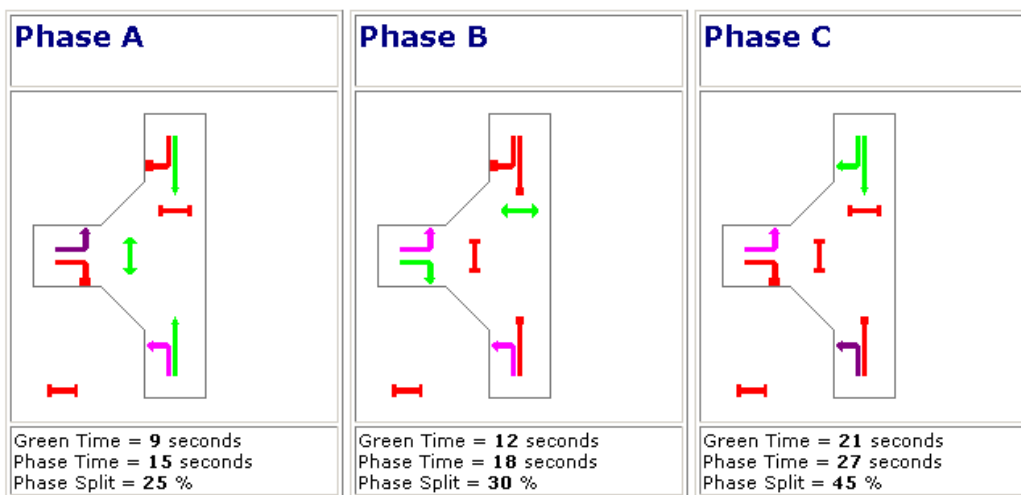 Phase A
Phase B
Phase C
Green Time = 9 seconds
Phase Time = 15 seconds
Phase Split = 25 %
Green Time = 12 seconds
Phase Time = 18 seconds
Phase Split = 30 %
Green Time = 21 seconds
Phase Time = 27 seconds
Phase Split = 45 %